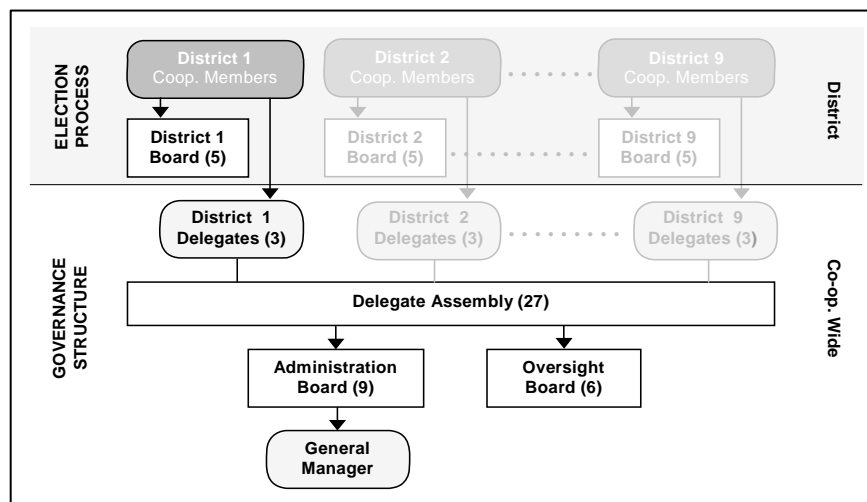 ELECTION
PROCESS
District 1
Coop. Members
District 2
Coop. Members
District 9
Coop. Members
District
District 1
Board (5)
District 2
Board (5)
District 9
Board (5)
GOVERNANCE
STRUCTURE
District 1
Delegates (3)
District 2
Delegates (3)
District 9
Delegates (3)
Co-op. Wide
Delegate Assembly (27)
Administration
Board (9)
Oversight
Board (6)
General
Manager